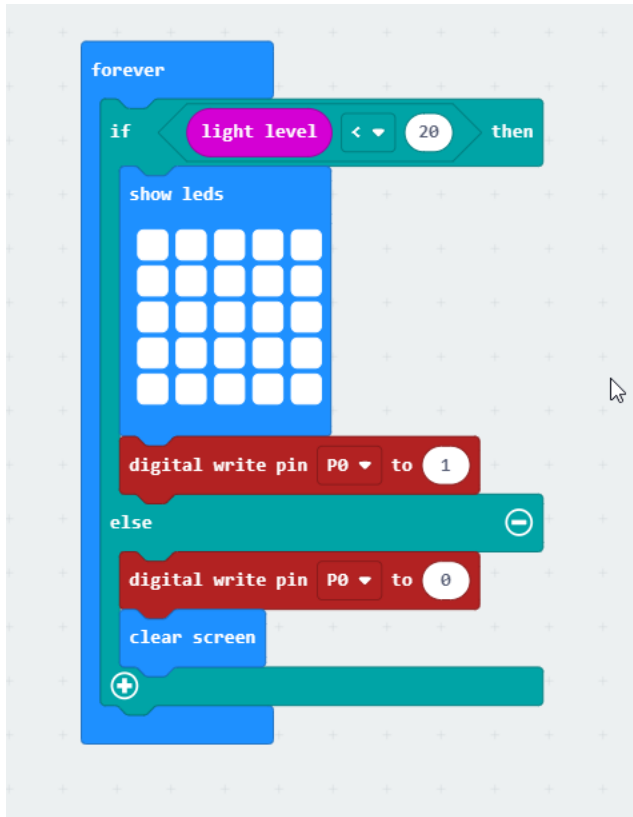 forever
if light level < 20 then
show leds
digital write pin P0 to 1
else
digital write pin P0 to 0
clear screen